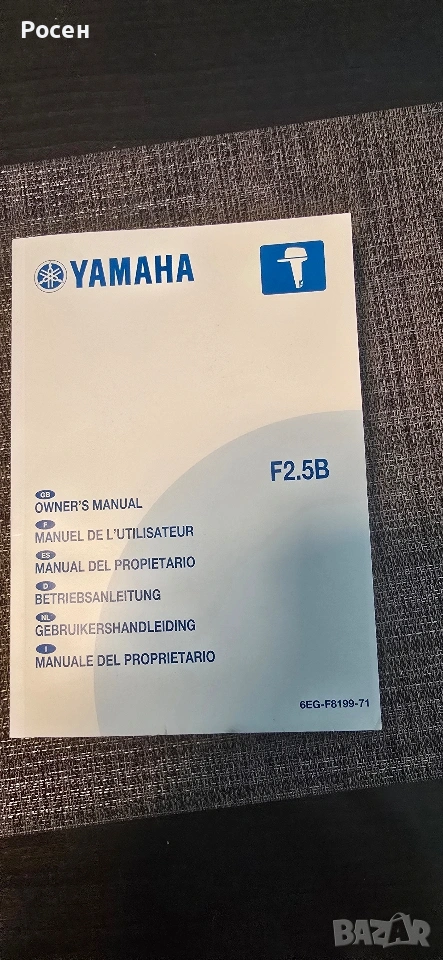 Росен
YAMAHA
F2.5B
GB
OWNER'S MANUAL
F
MANUEL DE L'UTILISATEUR
ES
MANUAL DEL PROPIETARIO
D
BETRIEBSANLEITUNG
NL
GEBRUIKERSHANDLEIDING
I
MANUALE DEL PROPRIETARIO
6EG-F8199-71
BAZAR